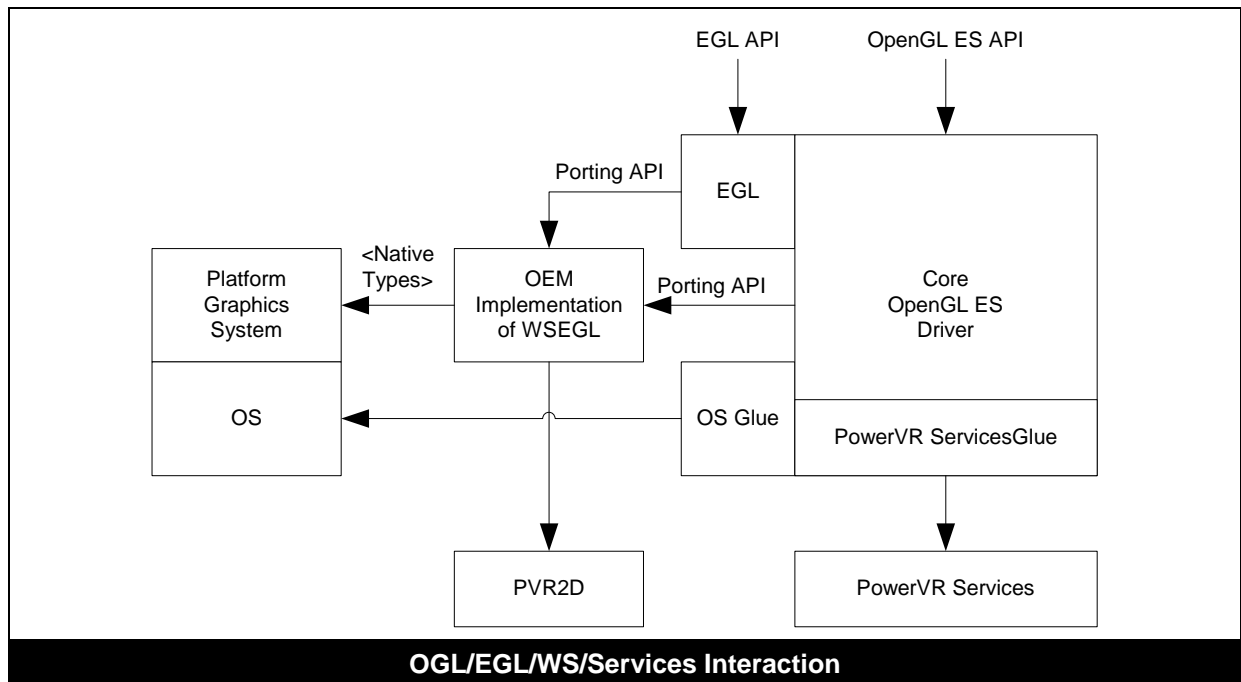 EGL API
OpenGL ES API
Porting API
EGL
<Native
Types>
Platform
Graphics
System
OEM
Implementation
of WSEGL
Porting API
Core
OpenGL ES
Driver
OS
OS Glue
PowerVR ServicesGlue
PVR2D
PowerVR Services
OGL/EGL/WS/Services Interaction